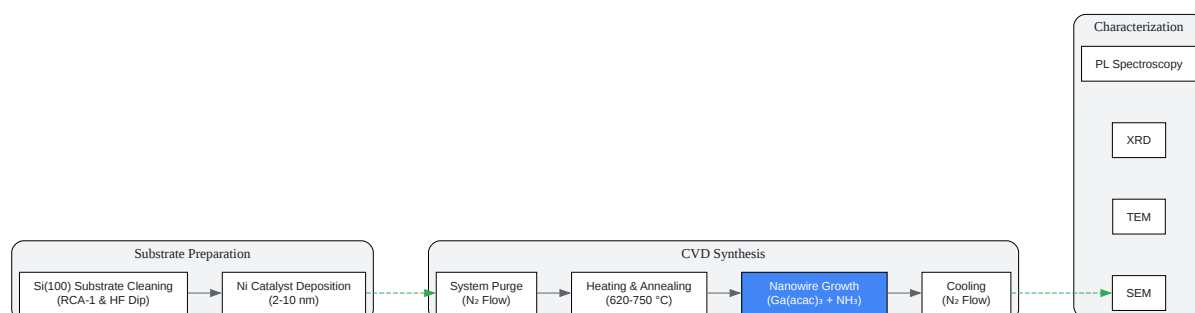 Characterization
PL Spectroscopy
XRD
TEM
SEM
Substrate Preparation
Si(100) Substrate Cleaning
(RCA-1 & HF Dip)
Ni Catalyst Deposition
(2-10 nm)
CVD Synthesis
System Purge
(N₂ Flow)
Heating & Annealing
(620-750 °C)
Nanowire Growth
(Ga(acac)₃ + NH₃)
Cooling
(N₂ Flow)